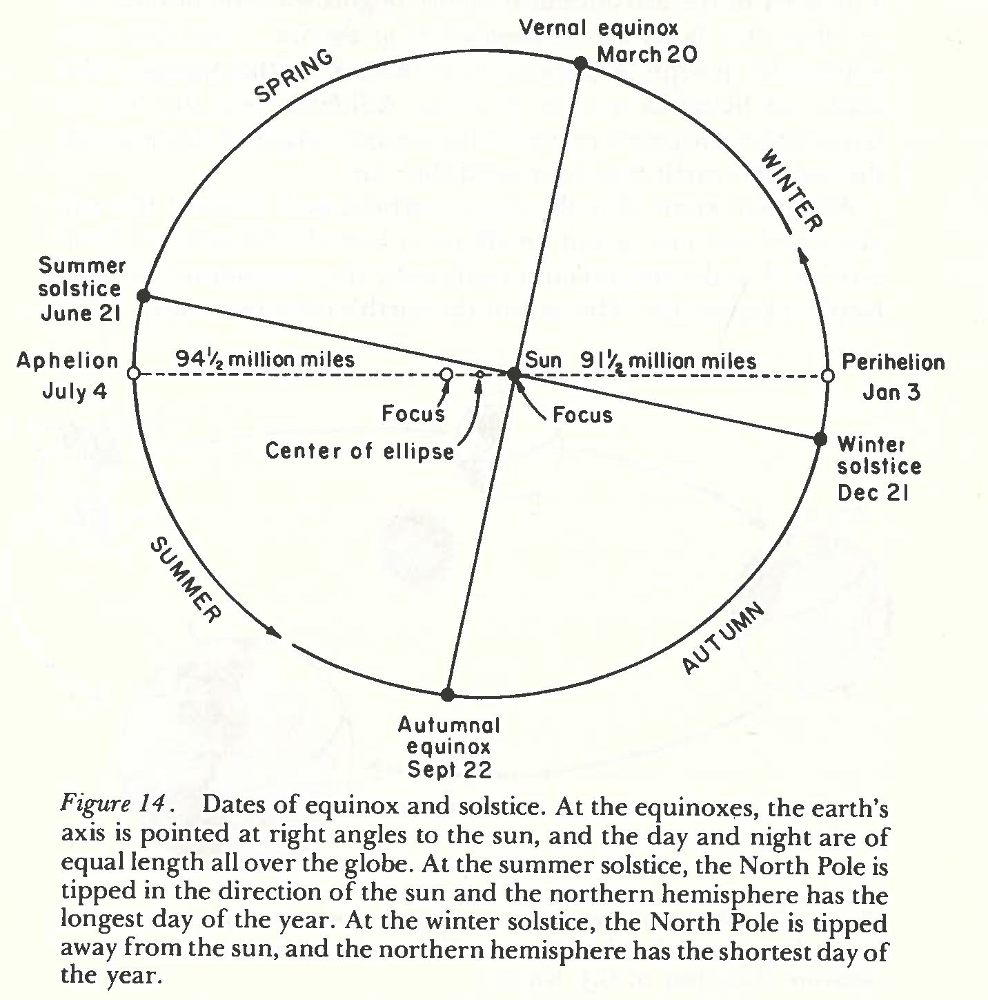 Vernal equinox
March 20
SPRING
WINTER
Summer
solstice
June 21
Aphelion
July 4
94½ million miles
Sun
91½ million miles
Perihelion
Jan 3
Focus
Focus
Center of ellipse
Winter
solstice
Dec 21
SUMMER
AUTUMN
Autumnal
equinox
Sept 22
Figure 14. Dates of equinox and solstice. At the equinoxes, the earth's
axis is pointed at right angles to the sun, and the day and night are of
equal length all over the globe. At the summer solstice, the North Pole is
tipped in the direction of the sun and the northern hemisphere has the
longest day of the year. At the winter solstice, the North Pole is tipped
away from the sun, and the northern hemisphere has the shortest day of
the year.